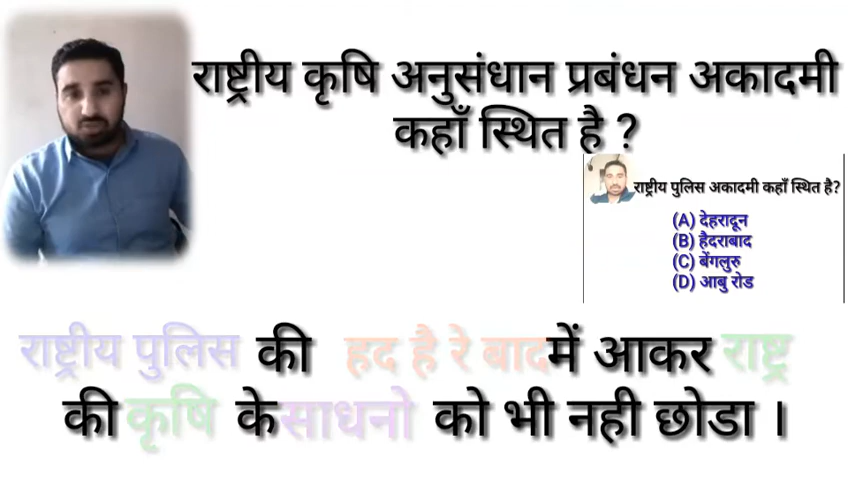 राष्ट्रीय कृषि अनुसंधान प्रबंधन अकादमी
कहाँ स्थित है ?
राष्ट्रीय पुलिस अकादमी कहाँ स्थित है?
(A) देहरादून
(B) हैदराबाद
(C) बेंगलुरु
(D) आबु रोड
राष्ट्रीय पुलिस की हद है रे बाद में आकर राष्ट्र
की कृषि के साधनो को भी नही छोडा ।